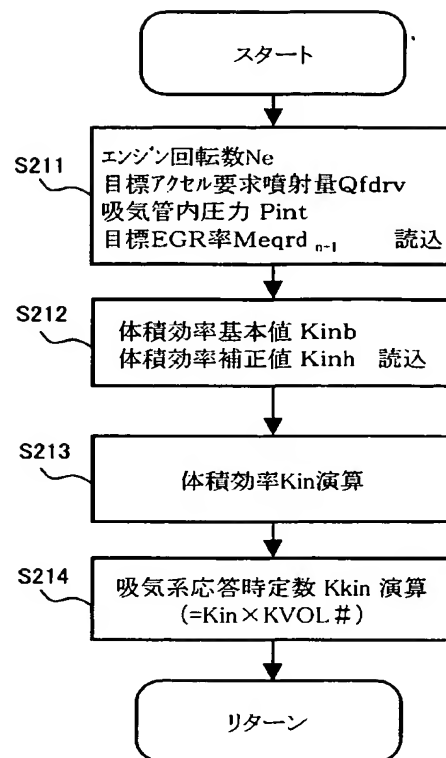 スタート
S211
エンジン回転数Ne
目標アクセル要求噴射量Qfdrv
吸気管内圧力 Pint
目標EGR率Meqrd n-1 読込
S212
体積効率基本値 Kinb
体積効率補正値 Kinh 読込
S213
体積効率Kin演算
S214
吸気系応答時定数 Kkin 演算
(=Kin×KVOL#)
リターン